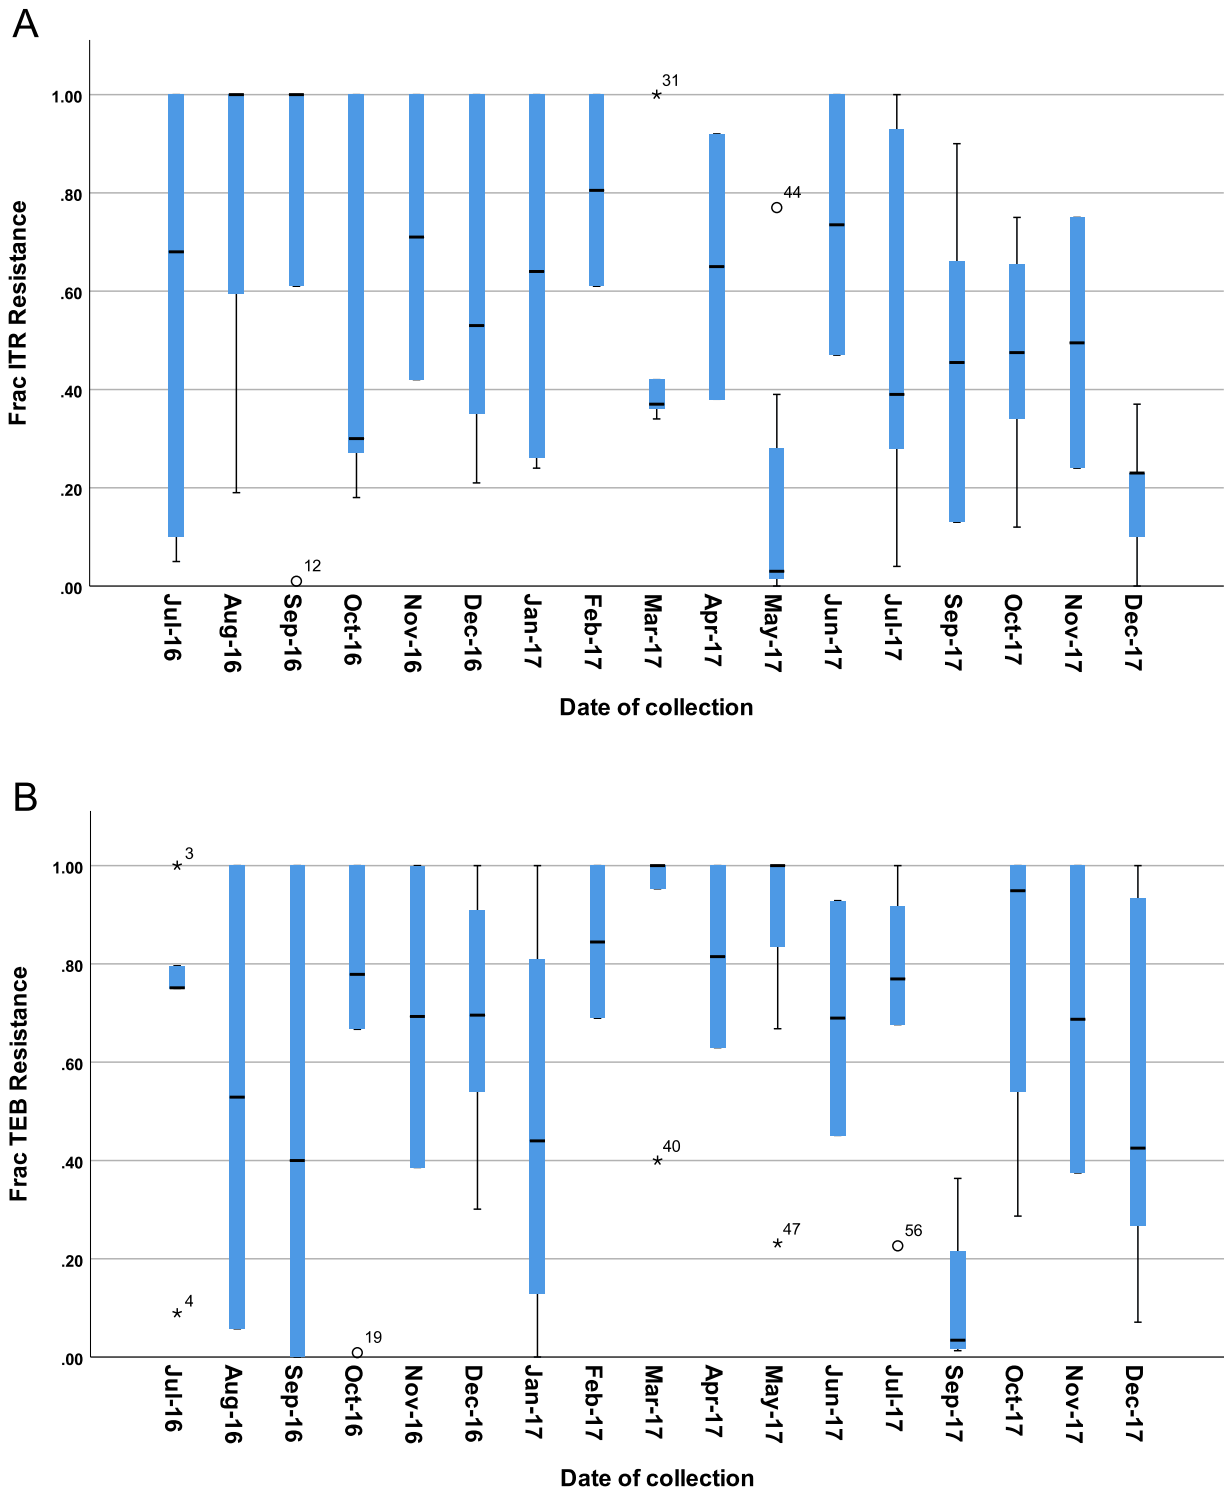 A
Frac ITR Resistance
1.00
.80
.60
.40
.20
.00
31
44
12
Jul-16
Aug-16
Sep-16
Oct-16
Nov-16
Dec-16
Jan-17
Feb-17
Mar-17
Apr-17
May-17
Jun-17
Jul-17
Sep-17
Oct-17
Nov-17
Dec-17
Date of collection
B
Frac TEB Resistance
1.00
.80
.60
.40
.20
.00
3
40
47
56
4
19
Jul-16
Aug-16
Sep-16
Oct-16
Nov-16
Dec-16
Jan-17
Feb-17
Mar-17
Apr-17
May-17
Jun-17
Jul-17
Sep-17
Oct-17
Nov-17
Dec-17
Date of collection